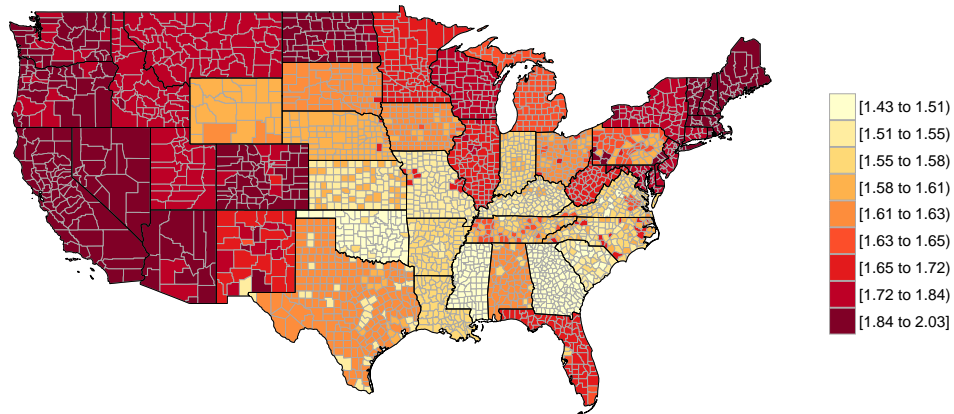 [1.43 to 1.51)
[1.51 to 1.55)
[1.55 to 1.58)
[1.58 to 1.61)
[1.61 to 1.63)
[1.63 to 1.65)
[1.65 to 1.72)
[1.72 to 1.84)
[1.84 to 2.03]